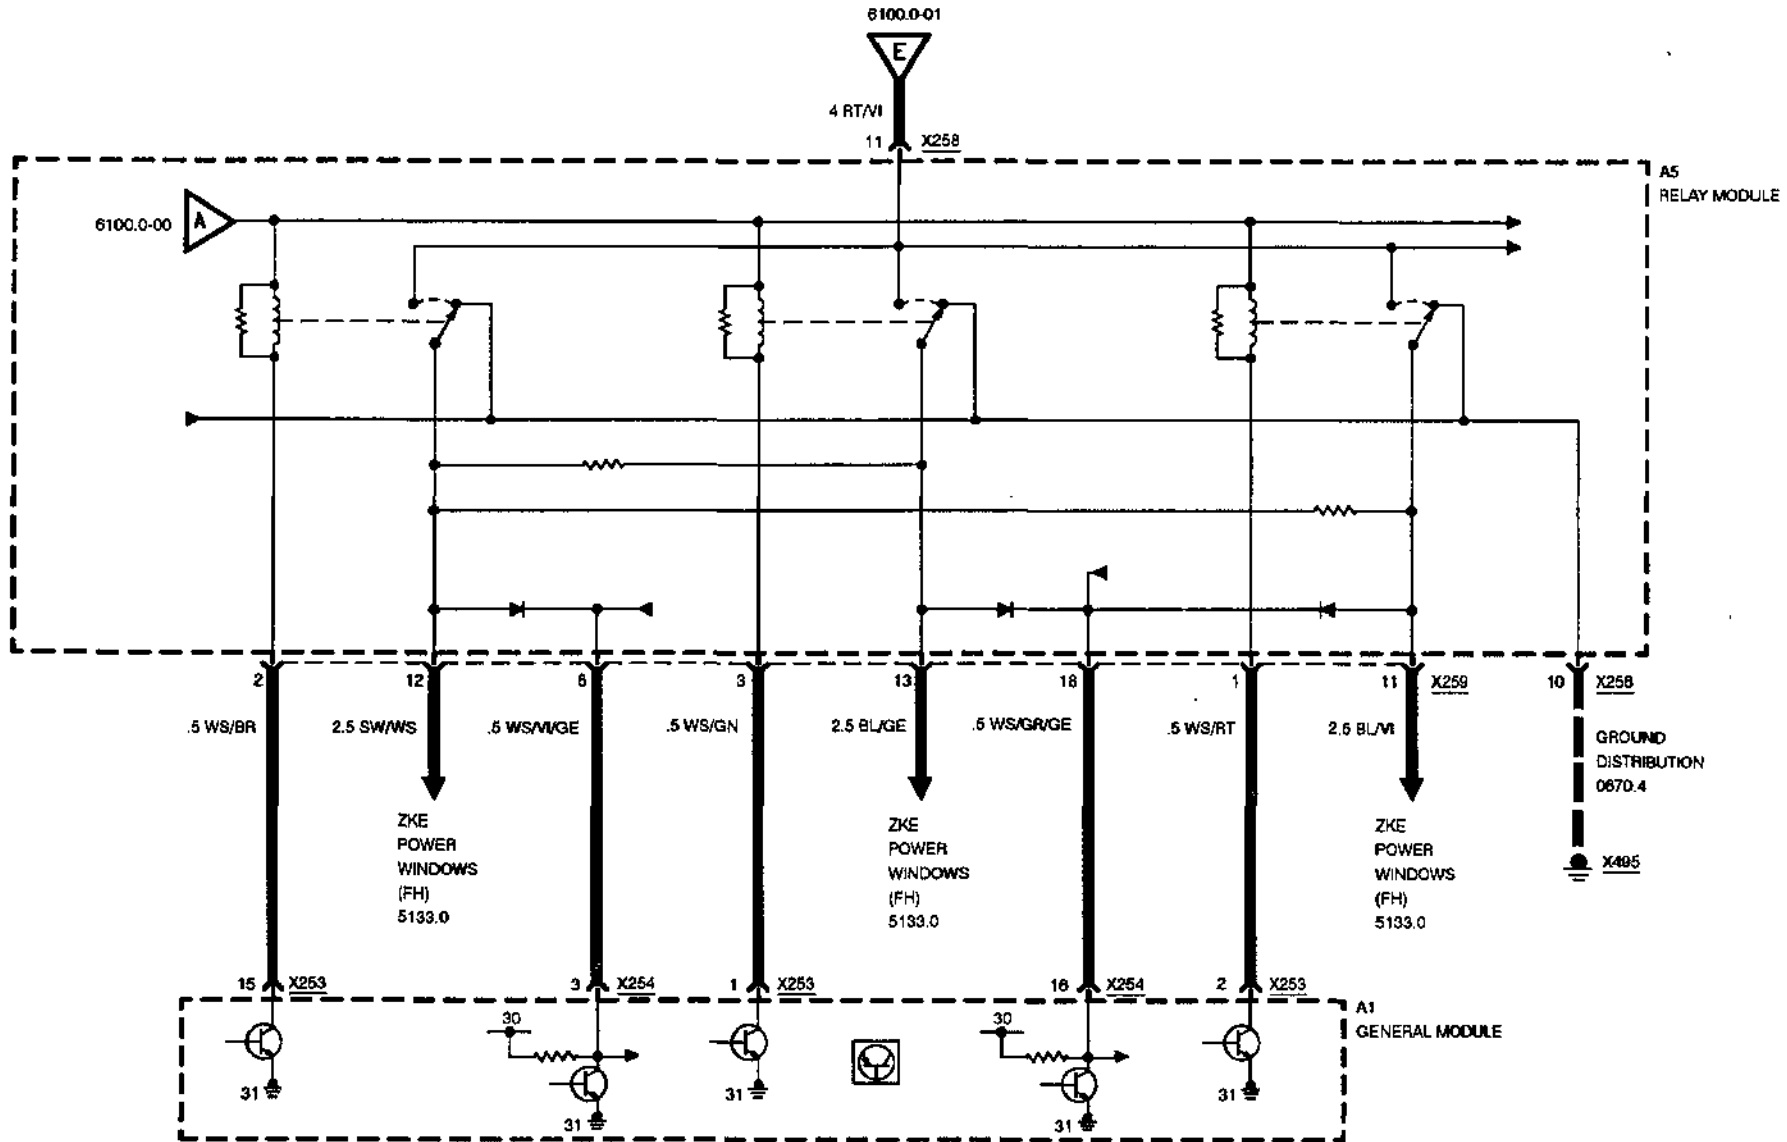 6100.0-01
E
4 RT/VI
11 X258
A5
RELAY MODULE
6100.0-00
A
2 12 6 3 13 18 1 11 X259 10 X258
.5 WS/BR 2.5 SW/WS .5 WS/VI/GE .5 WS/GN 2.5 BL/GE .5 WS/GR/GE .5 WS/RT 2.5 BL/VI
GROUND
DISTRIBUTION
0670.4
X495
ZKE
POWER
WINDOWS
(FH)
5133.0
ZKE
POWER
WINDOWS
(FH)
5133.0
ZKE
POWER
WINDOWS
(FH)
5133.0
15 X253 3 X254 1 X253 16 X254 2 X253
A1
GENERAL MODULE
30 30
31 31 31 31 31